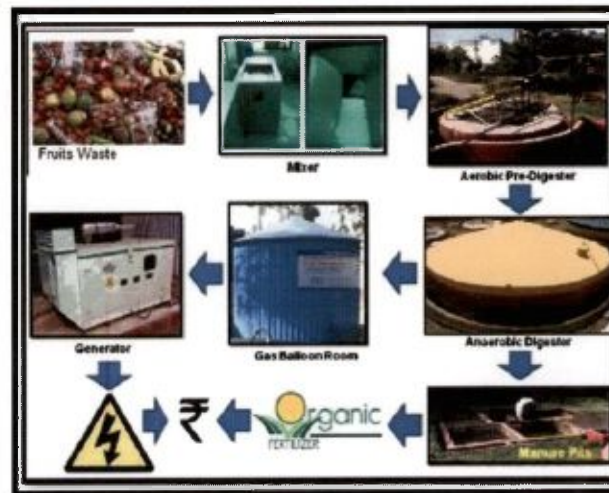 Fruits Waste
Mixer
Aerobic Pre-Digester
Generator
Gas Balloon Room
Anaerobic Digester
₹
Organic
FERTILIZER
Manure Pits